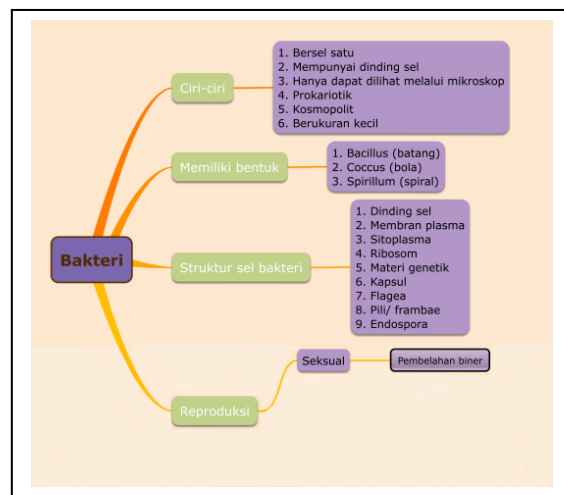 Bakteri
Ciri-ciri
1. Bersel satu
2. Mempunyai dinding sel
3. Hanya dapat dilihat melalui mikroskop
4. Prokariotik
5. Kosmopolit
6. Berukuran kecil
Memiliki bentuk
1. Bacillus (batang)
2. Coccus (bola)
3. Spirillum (spiral)
Struktur sel bakteri
1. Dinding sel
2. Membran plasma
3. Sitoplasma
4. Ribosom
5. Materi genetik
6. Kapsul
7. Flagea
8. Pili/ frambae
9. Endospora
Reproduksi
Seksual
Pembelahan biner